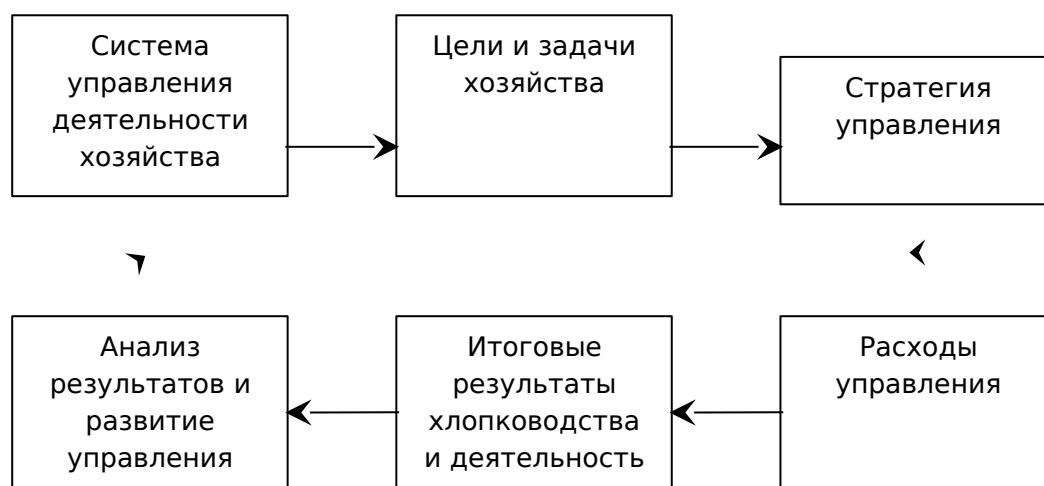 Система
управления
деятельности
хозяйства
Цели и задачи
хозяйства
Стратегия
управления
Анализ
результатов и
развитие
управления
Итоговые
результаты
хлопководства
и деятельность
Расходы
управления